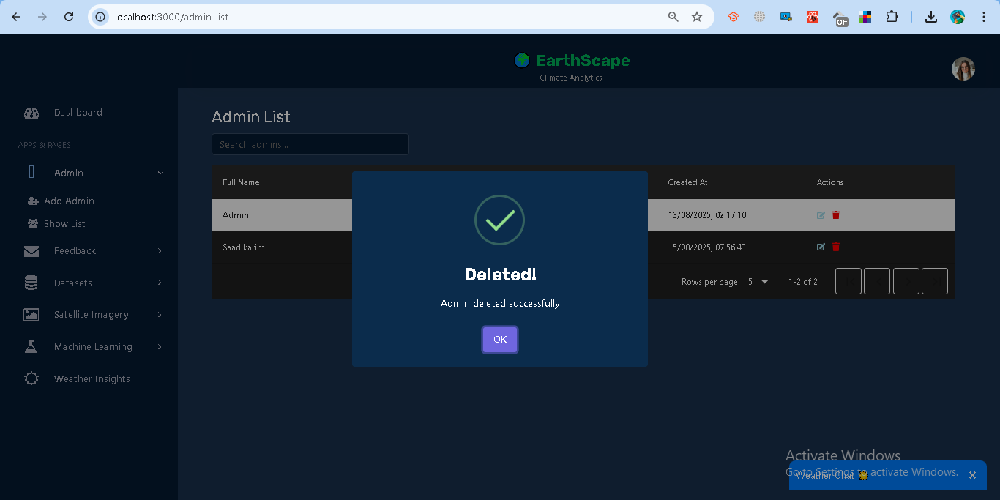 localhost:3000/admin-list
Off
EarthScape
Climate Analytics
Dashboard
APPS & PAGES
Admin
Add Admin
Show List
Feedback
Datasets
Satellite Imagery
Machine Learning
Weather Insights
Admin List
Search admins...
Full Name
Created At
Actions
Admin
13/08/2025, 02:17:10
Saad karim
15/08/2025, 07:56:43
Rows per page: 5
1-2 of 2
Deleted!
Admin deleted successfully
OK
Activate Windows
Go to Settings to activate Windows.
Weather Chat